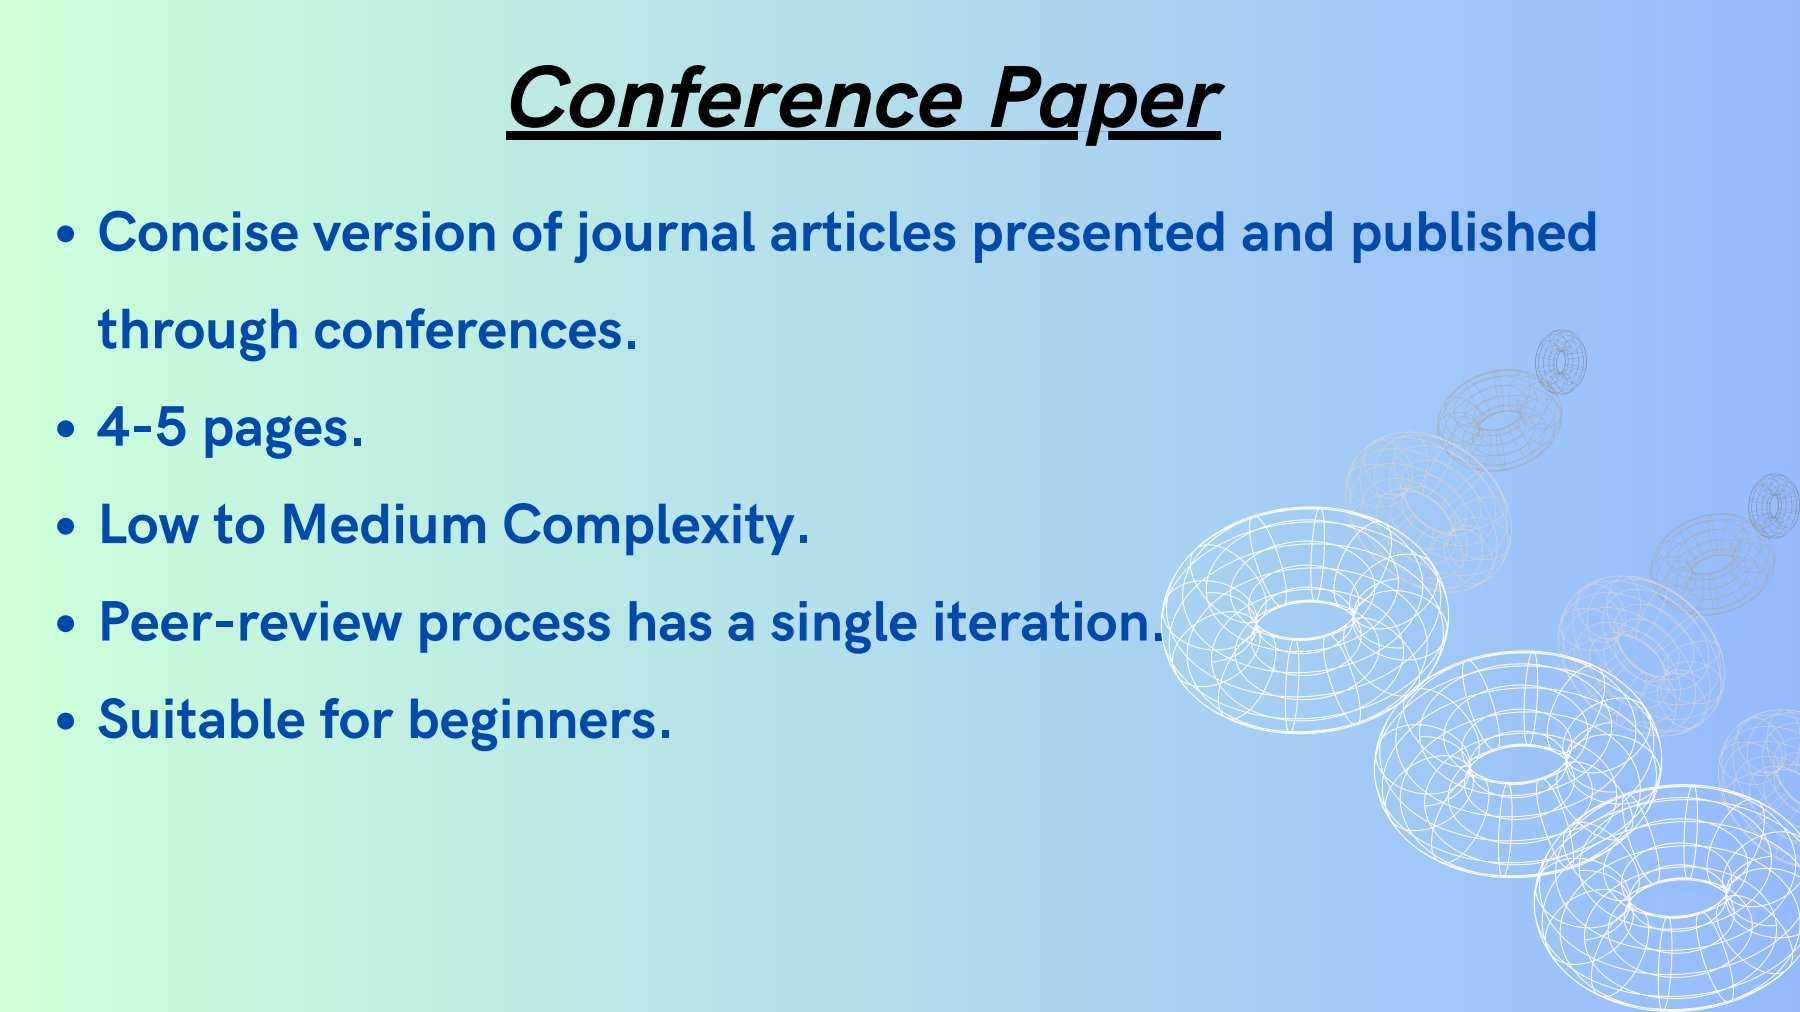 Conference Paper
• Concise version of journal articles presented and published
through conferences.
• 4-5 pages.
• Low to Medium Complexity.
• Peer-review process has a single iteration.
• Suitable for beginners.